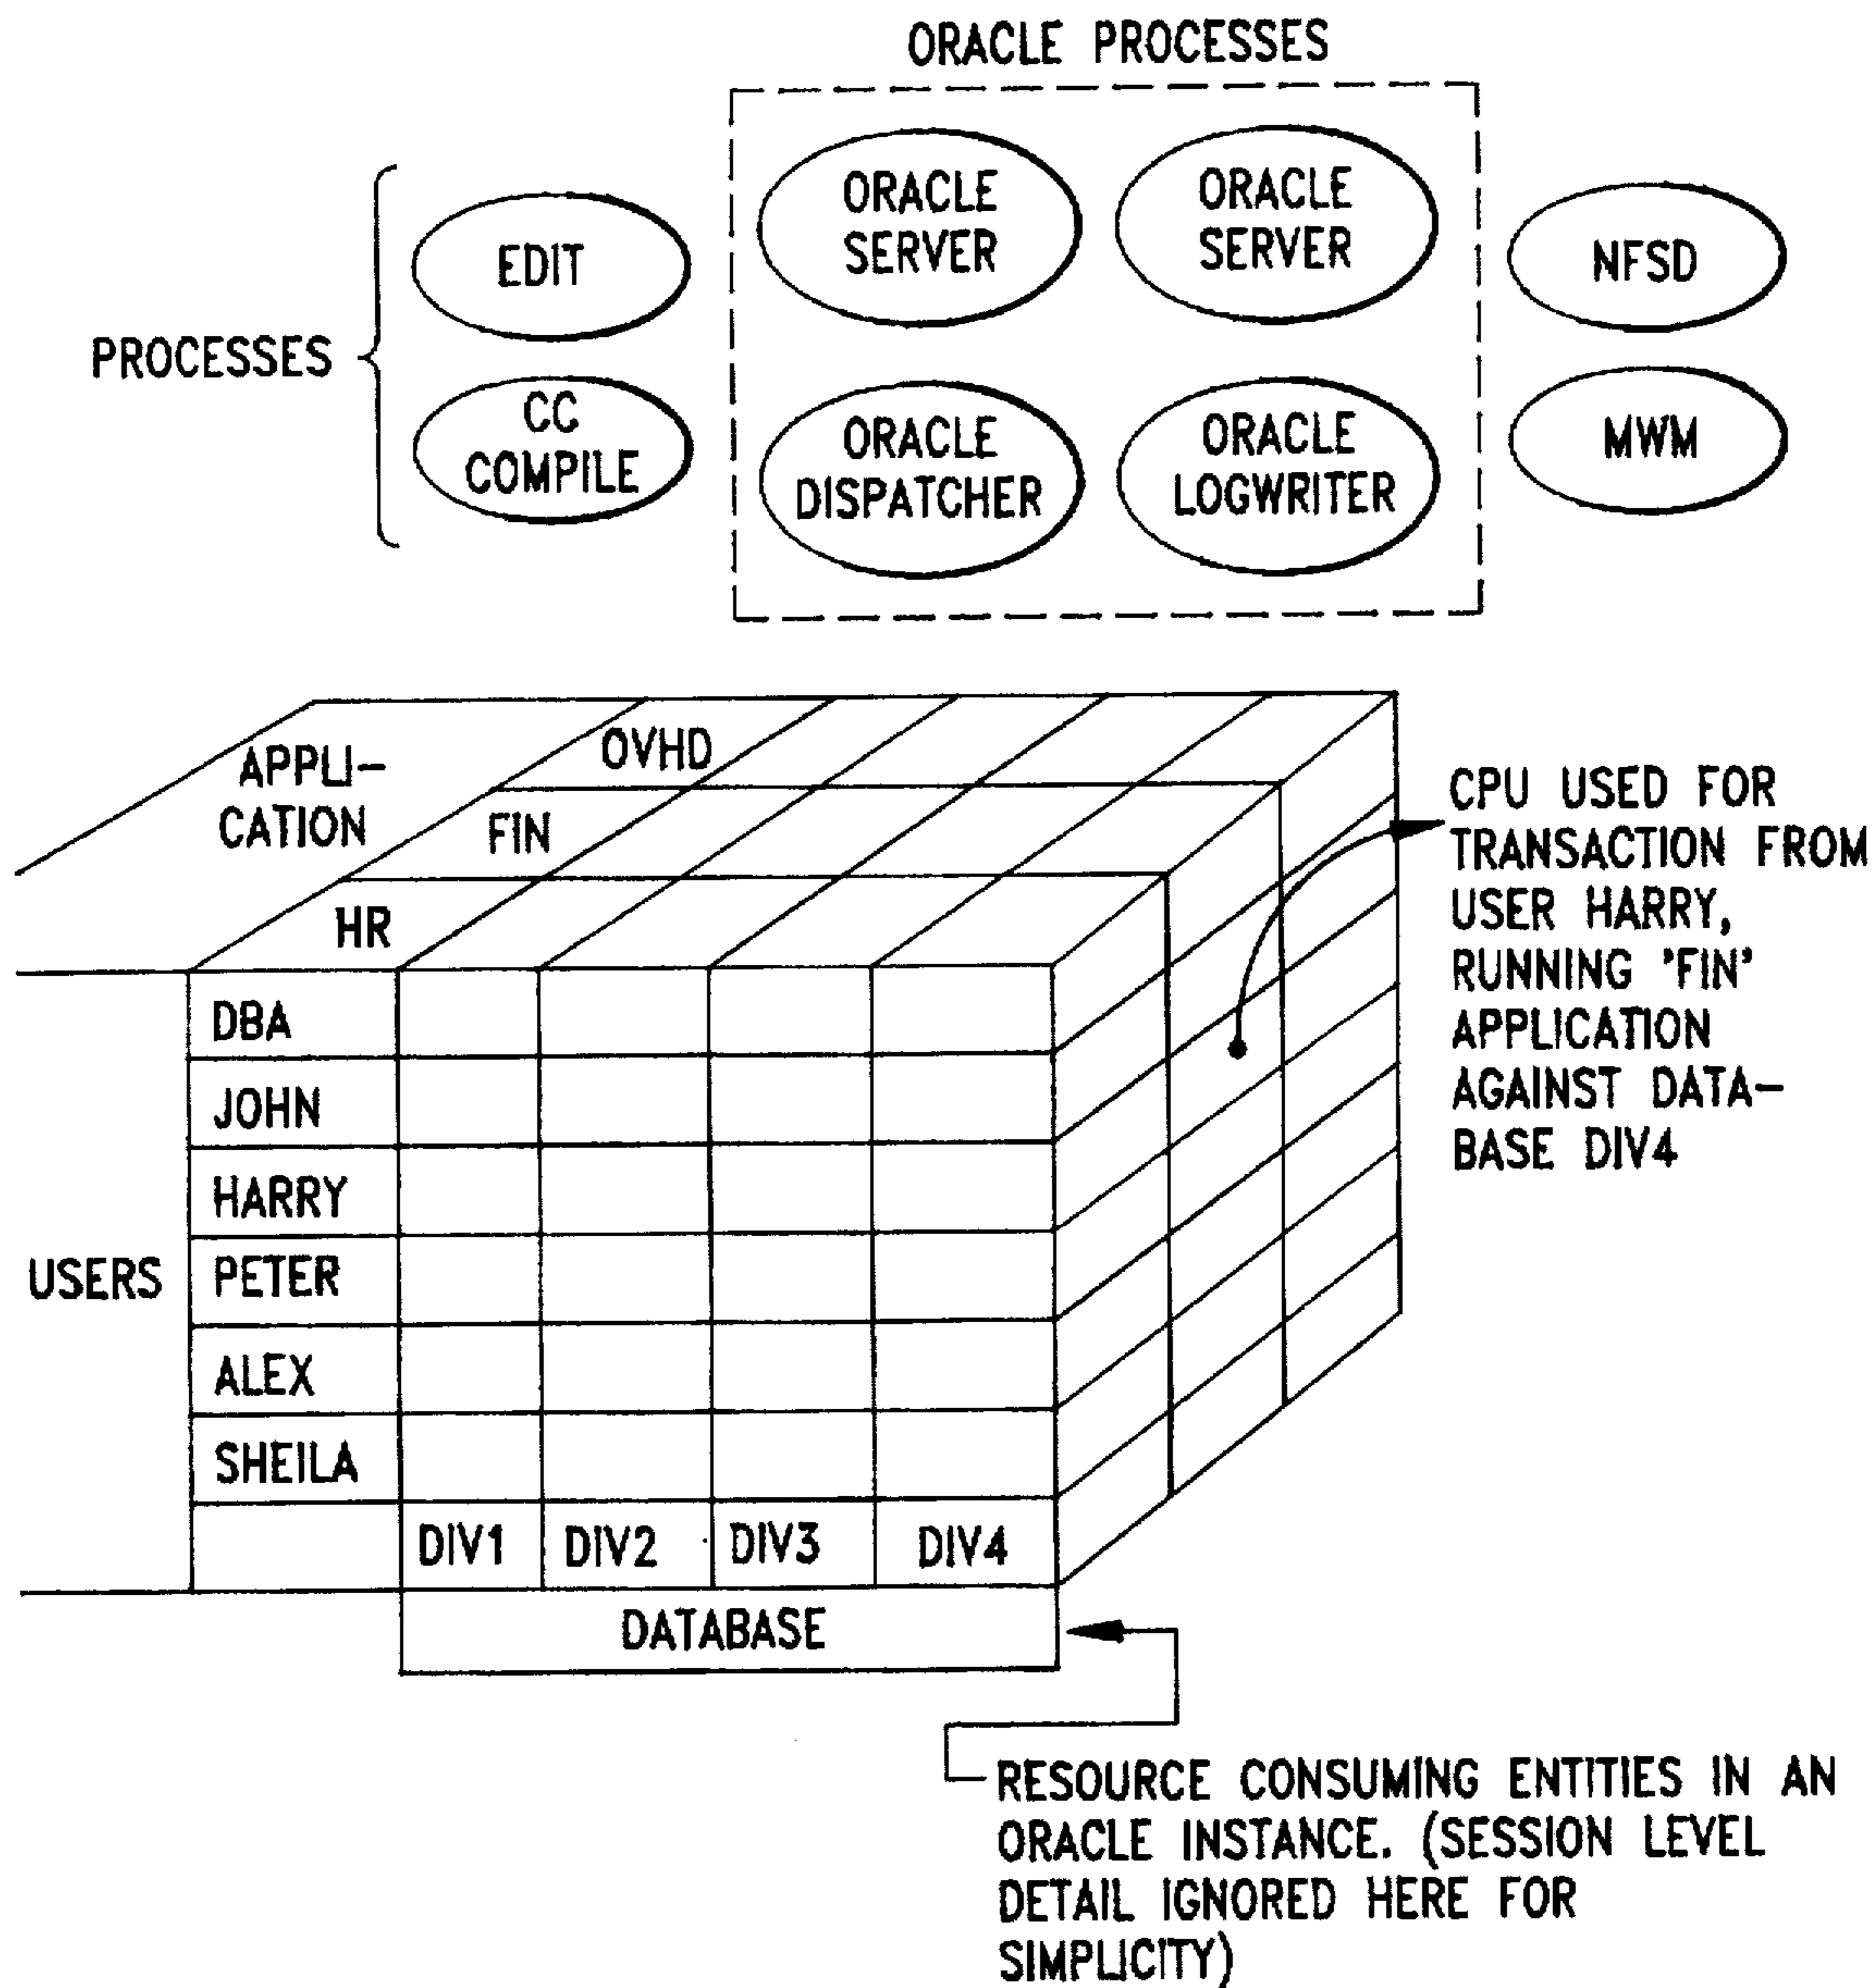 ORACLE PROCESSES
ORACLE
SERVER
ORACLE
SERVER
EDIT
NFSD
PROCESSES
CC
COMPILE
ORACLE
DISPATCHER
ORACLE
LOGWRITER
MWM
APPLI-
CATION
OVHD
FIN
HR
CPU USED FOR
TRANSACTION FROM
USER HARRY,
RUNNING 'FIN'
APPLICATION
AGAINST DATA-
BASE DIV4
USERS
DBA
JOHN
HARRY
PETER
ALEX
SHEILA
DIV1
DIV2
DIV3
DIV4
DATABASE
RESOURCE CONSUMING ENTITIES IN AN
ORACLE INSTANCE. (SESSION LEVEL
DETAIL IGNORED HERE FOR
SIMPLICITY)